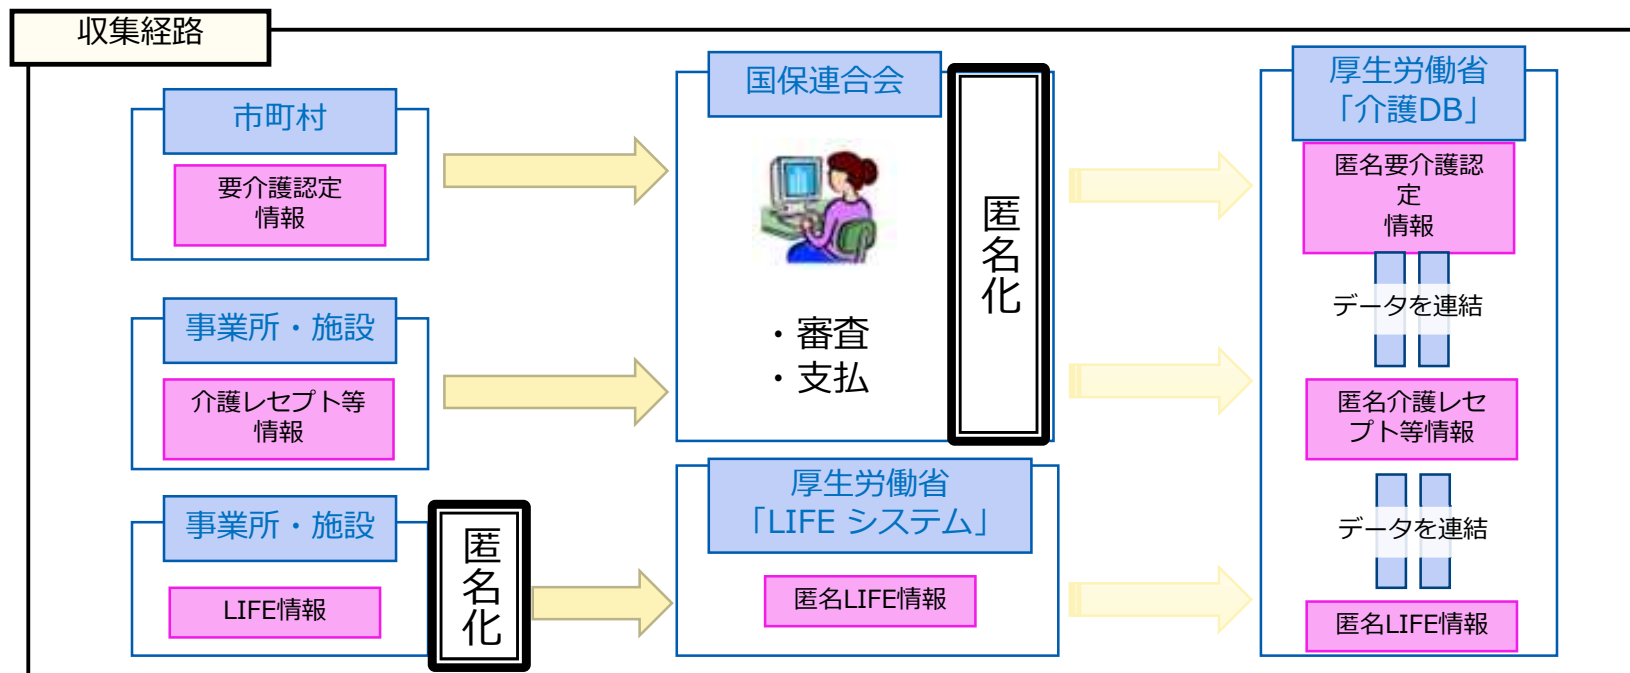 収集経路
市町村
要介護認定
情報
事業所・施設
介護レセプト等
情報
事業所・施設
LIFE情報
匿名化
国保連合会
・審査
・支払
匿名化
厚生労働省
「LIFE システム」
匿名LIFE情報
厚生労働省
「介護DB」
匿名要介護認
定
情報
データを連結
匿名介護レセ
プト等情報
データを連結
匿名LIFE情報